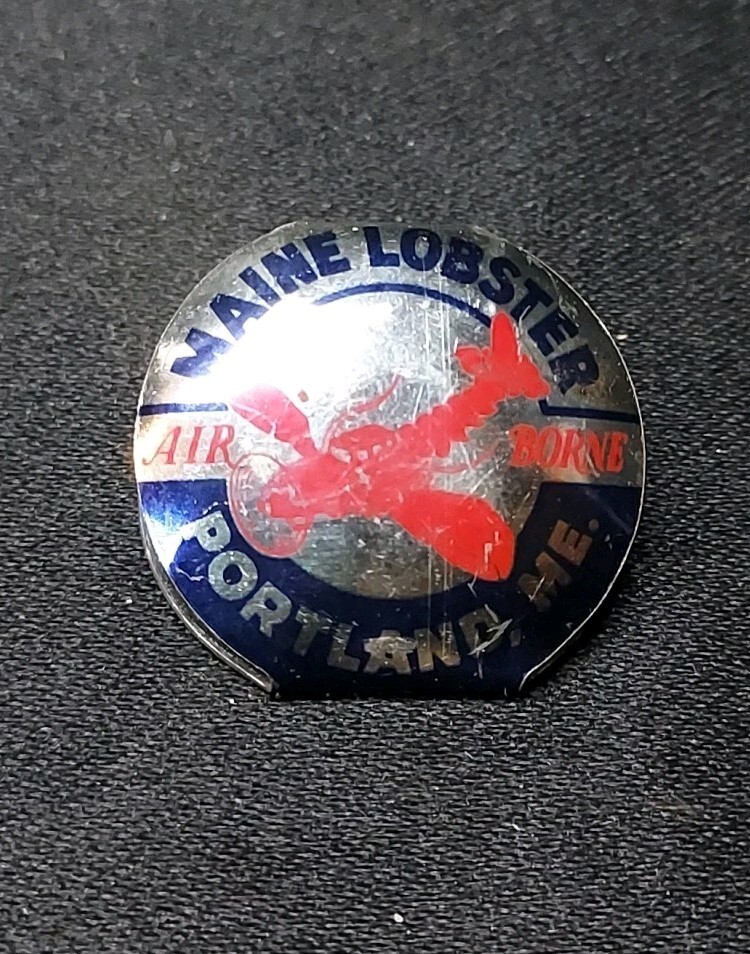 MAINE LOBSTER
AIR BORNE
PORTLAND, ME.